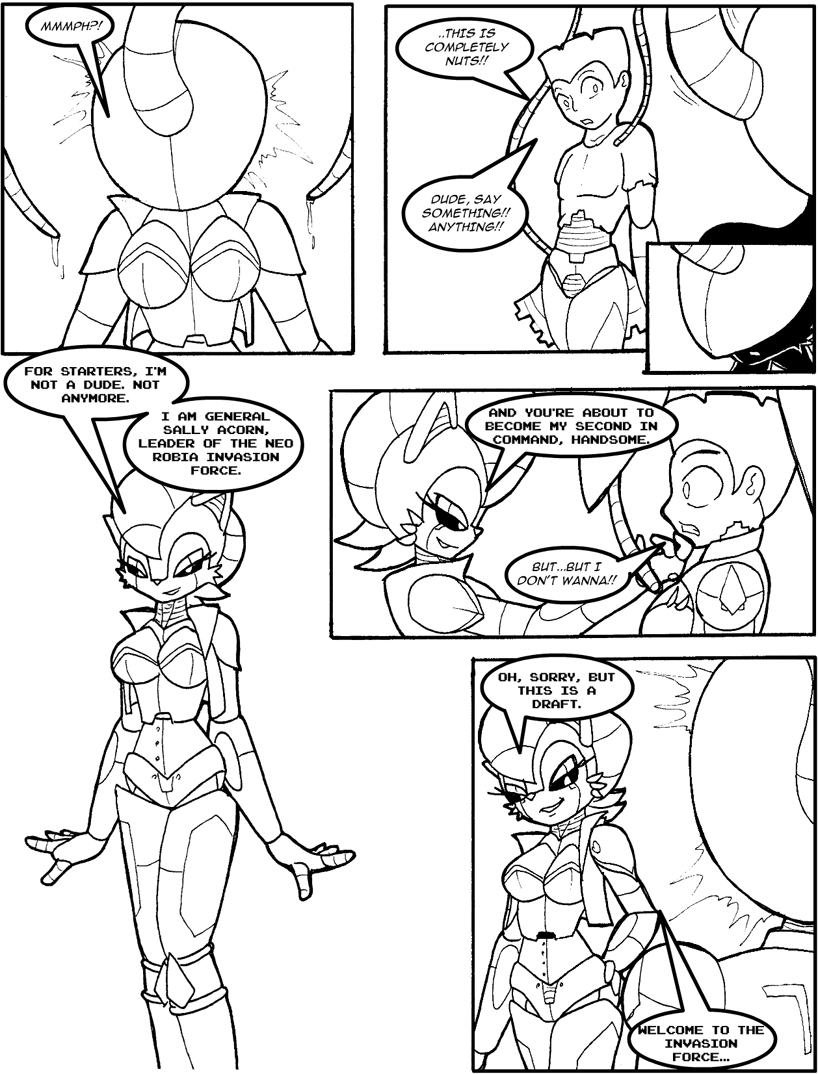 MMMPH?!
..THIS IS
COMPLETELY
NUTS!!
DUDE, SAY
SOMETHING!!
ANYTHING!!
FOR STARTERS, I'M
NOT A DUDE. NOT
ANYMORE.
I AM GENERAL
SALLY ACORN,
LEADER OF THE NEO
ROBIA INVASION
FORCE.
AND YOU'RE ABOUT TO
BECOME MY SECOND IN
COMMAND, HANDSOME.
BUT...BUT I
DON'T WANNA!!
OH, SORRY, BUT
THIS IS A
DRAFT.
WELCOME TO THE
INVASION
FORCE...